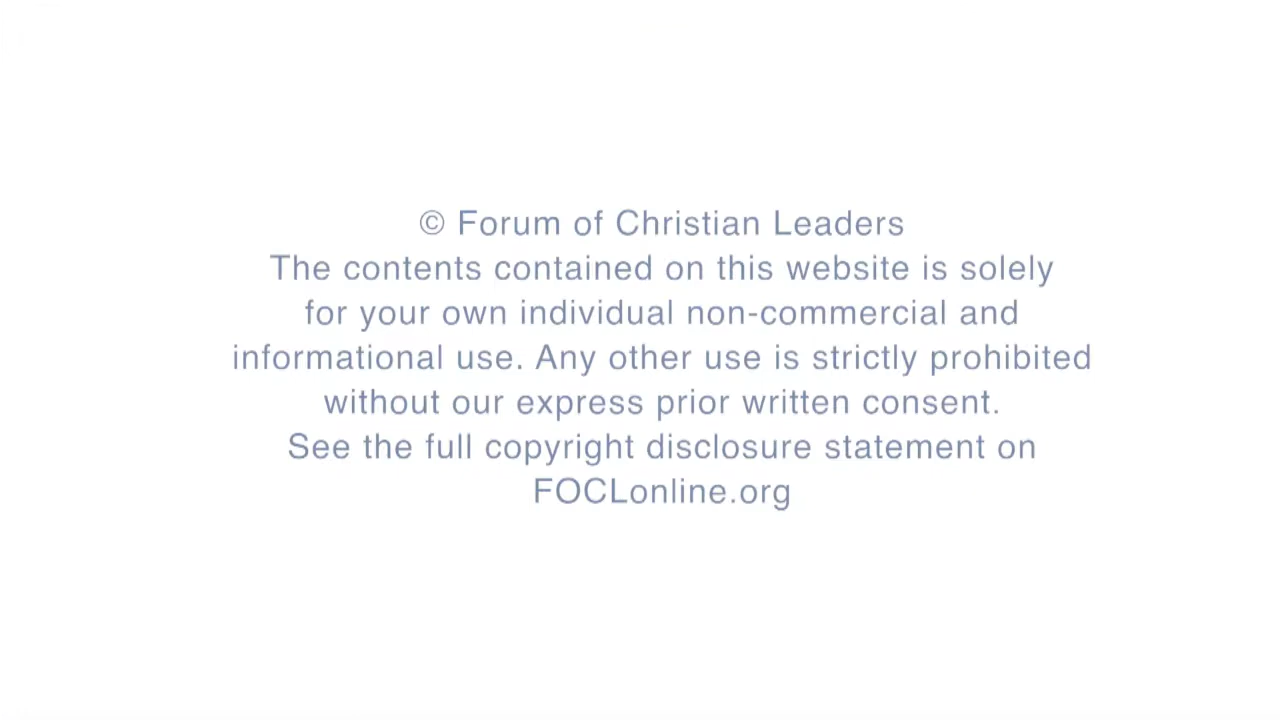 © Forum of Christian Leaders
The contents contained on this website is solely
for your own individual non-commercial and
informational use. Any other use is strictly prohibited
without our express prior written consent.
See the full copyright disclosure statement on
FOCLonline.org